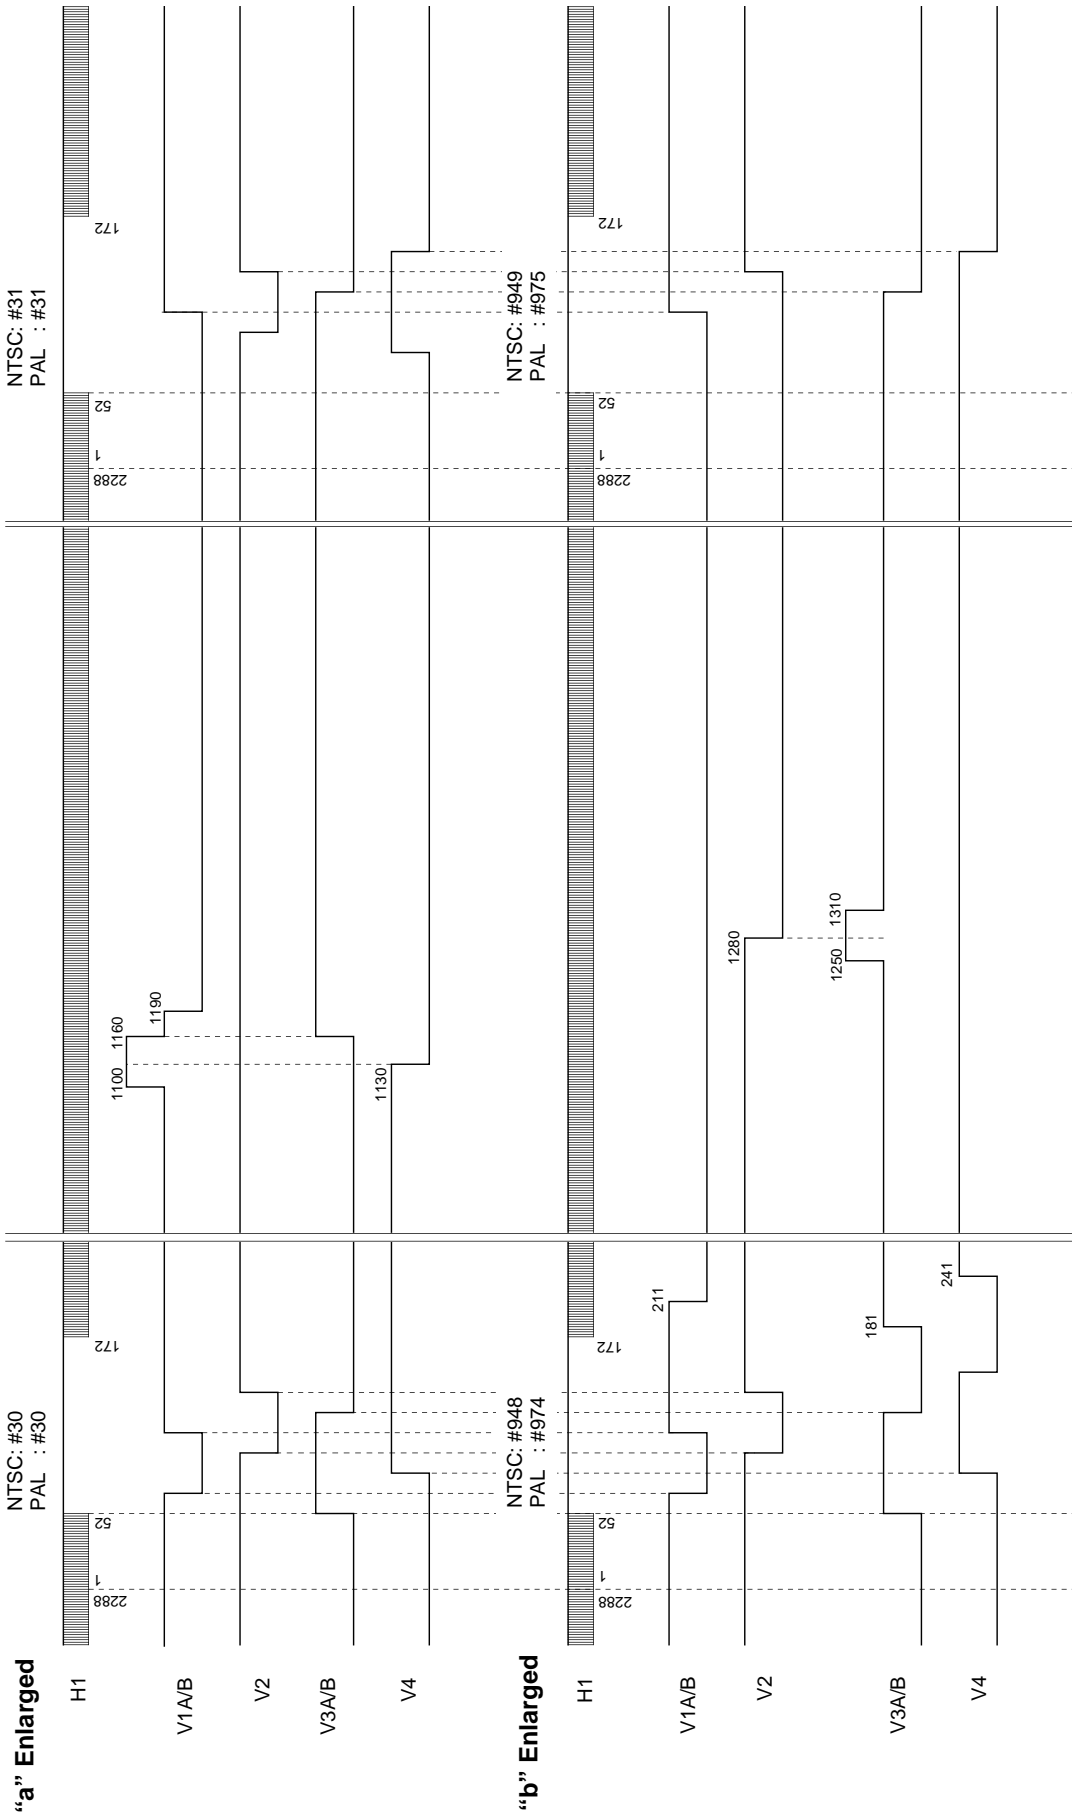 “a” Enlarged
NTSC: #30
PAL : #30
NTSC: #31
PAL : #31
H1
2288
1
52
172
2288
1
52
172
V1A/B
1100
1160
1190
V2
V3A/B
V4
1130
“b” Enlarged
NTSC: #948
PAL : #974
NTSC: #949
PAL : #975
H1
2288
1
52
172
2288
1
52
172
V1A/B
211
V2
1280
V3A/B
181
1250
1310
V4
241